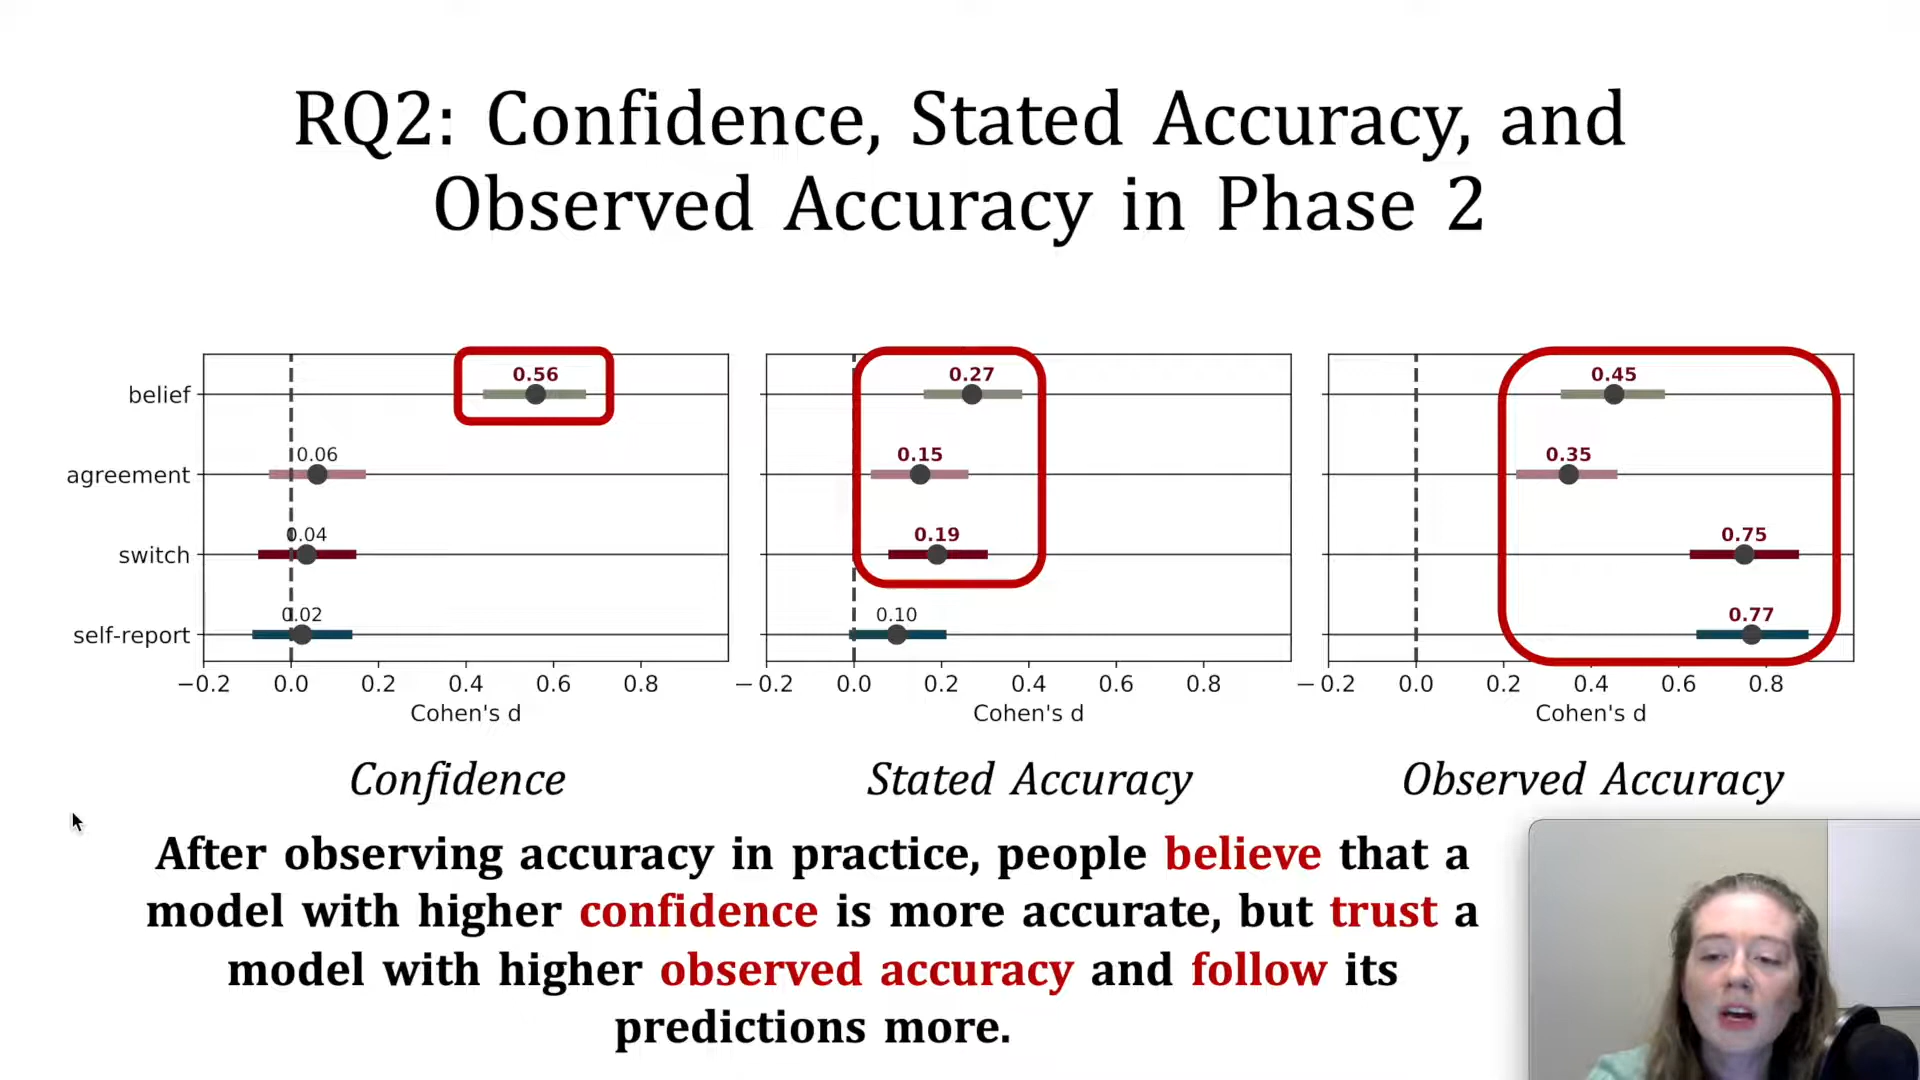 RQ2: Confidence, Stated Accuracy, and
Observed Accuracy in Phase 2
belief
agreement
switch
self-report
0.56
0.06
0.04
0.02
−0.2 0.0 0.2 0.4 0.6 0.8
Cohen's d
Confidence
0.27
0.15
0.19
0.10
−0.2 0.0 0.2 0.4 0.6 0.8
Cohen's d
Stated Accuracy
0.45
0.35
0.75
0.77
−0.2 0.0 0.2 0.4 0.6 0.8
Cohen's d
Observed Accuracy
After observing accuracy in practice, people believe that a
model with higher confidence is more accurate, but trust a
model with higher observed accuracy and follow its
predictions more.